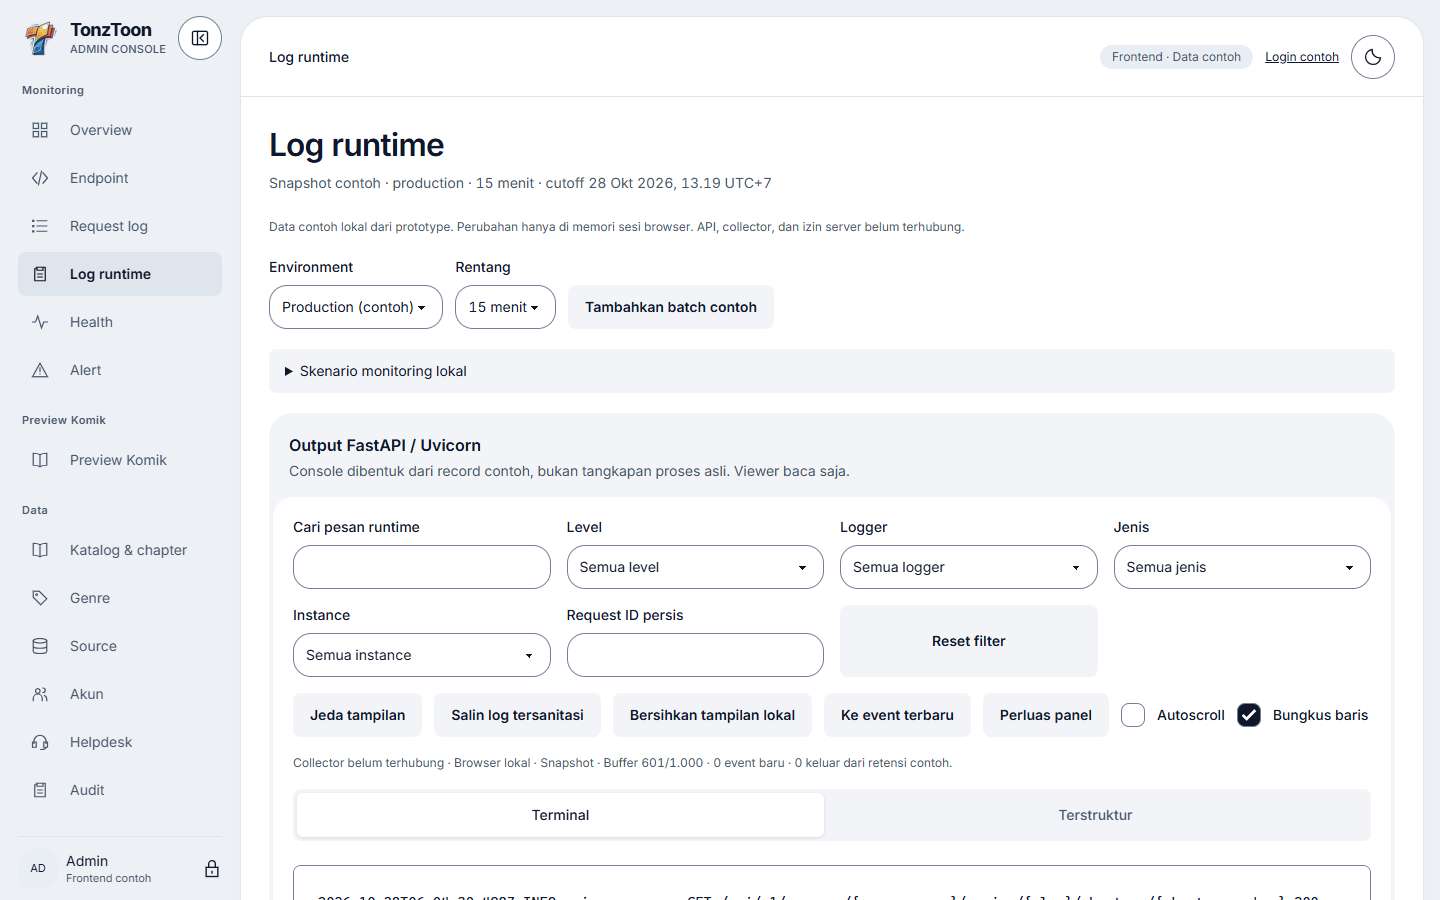 TonzToon
ADMIN CONSOLE
Monitoring
Overview
Endpoint
Request log
Log runtime
Health
Alert
Preview Komik
Preview Komik
Data
Katalog & chapter
Genre
Source
Akun
Helpdesk
Audit
AD
Admin
Frontend contoh
Log runtime
Frontend · Data contoh
Login contoh
Log runtime
Snapshot contoh · production · 15 menit · cutoff 28 Okt 2026, 13.19 UTC+7
Data contoh lokal dari prototype. Perubahan hanya di memori sesi browser. API, collector, dan izin server belum terhubung.
Environment
Rentang
Production (contoh)
15 menit
Tambahkan batch contoh
Skenario monitoring lokal
Output FastAPI / Uvicorn
Console dibentuk dari record contoh, bukan tangkapan proses asli. Viewer baca saja.
Cari pesan runtime
Level
Logger
Jenis
Semua level
Semua logger
Semua jenis
Instance
Request ID persis
Semua instance
Reset filter
Jeda tampilan
Salin log tersanitasi
Bersihkan tampilan lokal
Ke event terbaru
Perluas panel
Autoscroll
Bungkus baris
Collector belum terhubung · Browser lokal · Snapshot · Buffer 601/1.000 · 0 event baru · 0 keluar dari retensi contoh.
Terminal
Terstruktur